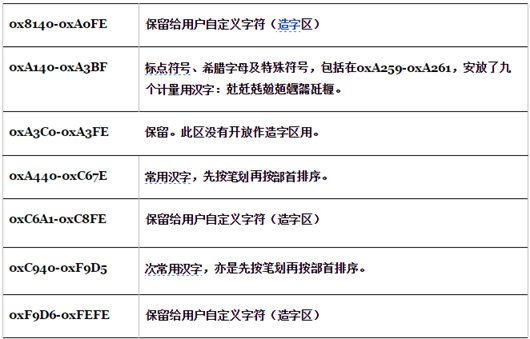 0x8140-0xA0FE 保留给用户自定义字符（造字区）
0xA140-0xA3BF 标点符号、希腊字母及特殊符号，包括在0xA259-0xA261，安放了九
个计量用汉字：兙兛兞兝兡兣嗧瓩糎。
0xA3C0-0xA3FE 保留。此区没有开放作造字区用。
0xA440-0xC67E 常用汉字，先按笔划再按部首排序。
0xC6A1-0xC8FE 保留给用户自定义字符（造字区）
0xC940-0xF9D5 次常用汉字，亦是先按笔划再按部首排序。
0xF9D6-0xFEFE 保留给用户自定义字符（造字区）